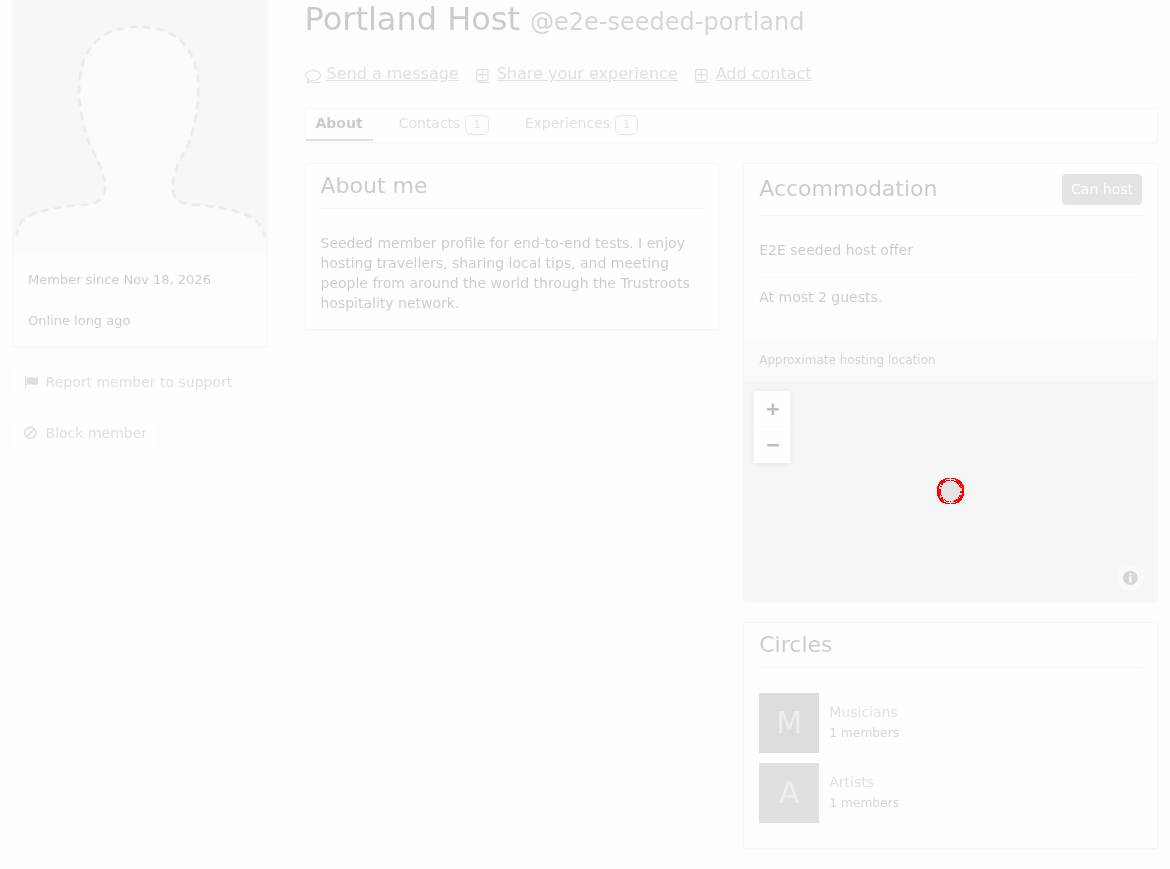 Portland Host @e2e-seeded-portland
Send a message Share your experience Add contact
About Contacts 1 Experiences 1
Member since Nov 18, 2026
Online long ago
Report member to support
Block member
About me
Seeded member profile for end-to-end tests. I enjoy
hosting travellers, sharing local tips, and meeting
people from around the world through the Trustroots
hospitality network.
Accommodation Can host
E2E seeded host offer
At most 2 guests.
Approximate hosting location
+
−
Circles
M Musicians
1 members
A Artists
1 members